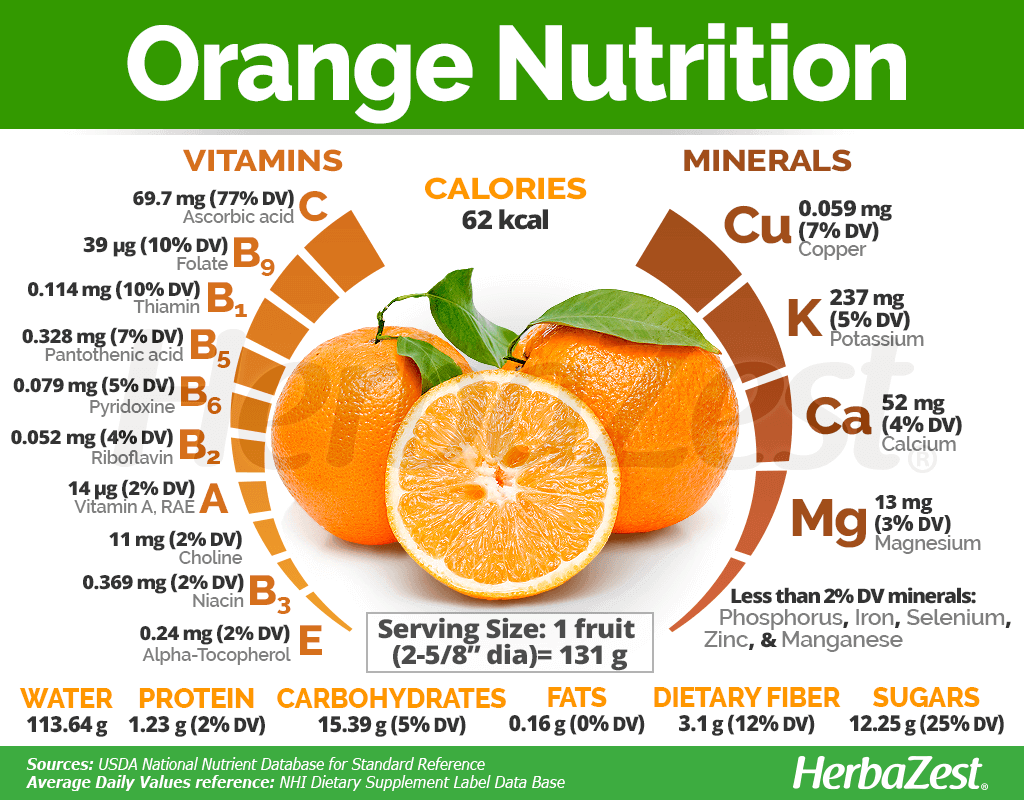 Orange Nutrition
VITAMINS
69.7 mg (77% DV) C
Ascorbic acid
39 µg (10% DV) B9
Folate
0.114 mg (10% DV) B1
Thiamin
0.328 mg (7% DV) B5
Pantothenic acid
0.079 mg (5% DV) B6
Pyridoxine
0.052 mg (4% DV) B2
Riboflavin
14 µg (2% DV) A
Vitamin A, RAE
11 mg (2% DV)
Choline
0.369 mg (2% DV) B3
Niacin
0.24 mg (2% DV) E
Alpha-Tocopherol
CALORIES
62 kcal
MINERALS
Cu 0.059 mg
(7% DV)
Copper
K 237 mg
(5% DV)
Potassium
Ca 52 mg
(4% DV)
Calcium
Mg 13 mg
(3% DV)
Magnesium
Less than 2% DV minerals:
Phosphorus, Iron, Selenium,
Zinc, & Manganese
HerbaZest®
Serving Size: 1 fruit
(2-5/8” dia)= 131 g
WATER
113.64 g
PROTEIN
1.23 g (2% DV)
CARBOHYDRATES
15.39 g (5% DV)
FATS
0.16 g (0% DV)
DIETARY FIBER
3.1 g (12% DV)
SUGARS
12.25 g (25% DV)
Sources: USDA National Nutrient Database for Standard Reference
Average Daily Values reference: NHI Dietary Supplement Label Data Base
HerbaZest®